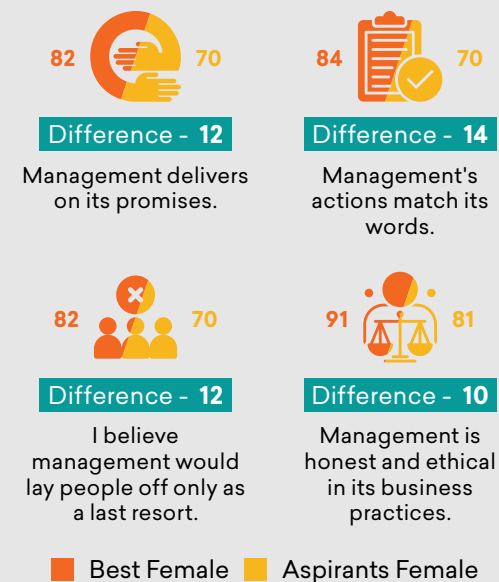 82 70
Difference - 12
Management delivers
on its promises.
84 70
Difference - 14
Management's
actions match its
words.
82 70
Difference - 12
I believe
management would
lay people off only as
a last resort.
91 81
Difference - 10
Management is
honest and ethical
in its business
practices.
Best Female Aspirants Female